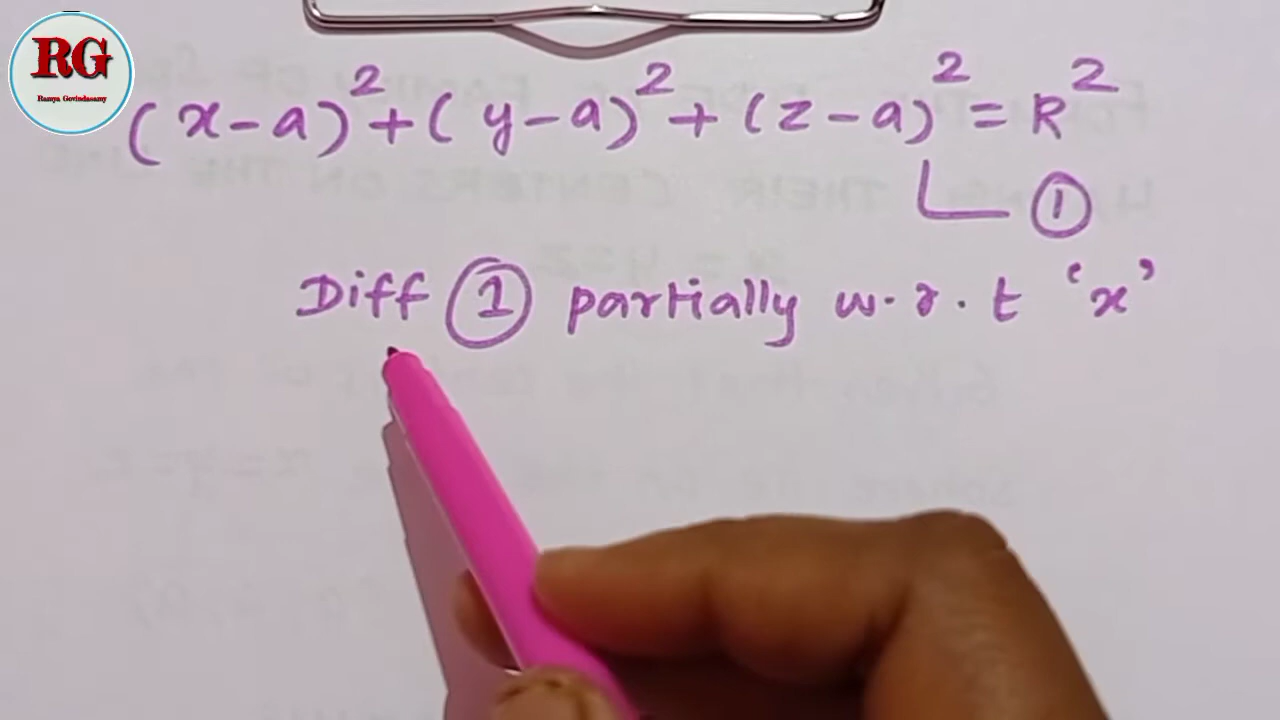 RG
Ramya Govindasamy
(x-a)² + (y-a)² + (z-a)² = R²
①
Diff ① partially w.r.t 'x'